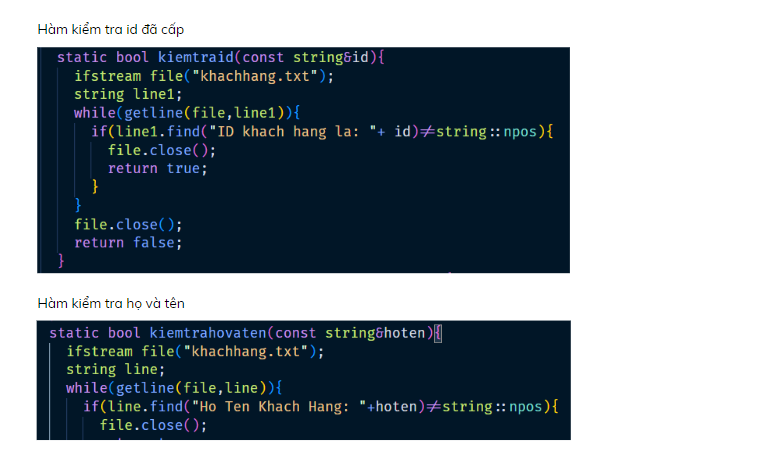 Hàm kiểm tra id đã cấp
static bool kiemtraid(const string&id){
ifstream file("khachhang.txt");
string line1;
while(getline(file,line1)){
if(line1.find("ID khach hang la: "+ id)!=string::npos){
file.close();
return true;
}
}
file.close();
return false;
}
Hàm kiểm tra họ và tên
static bool kiemtrahovaten(const string&hoten){
ifstream file("khachhang.txt");
string line;
while(getline(file,line)){
if(line.find("Ho Ten Khach Hang: "+hoten)!=string::npos){
file.close();